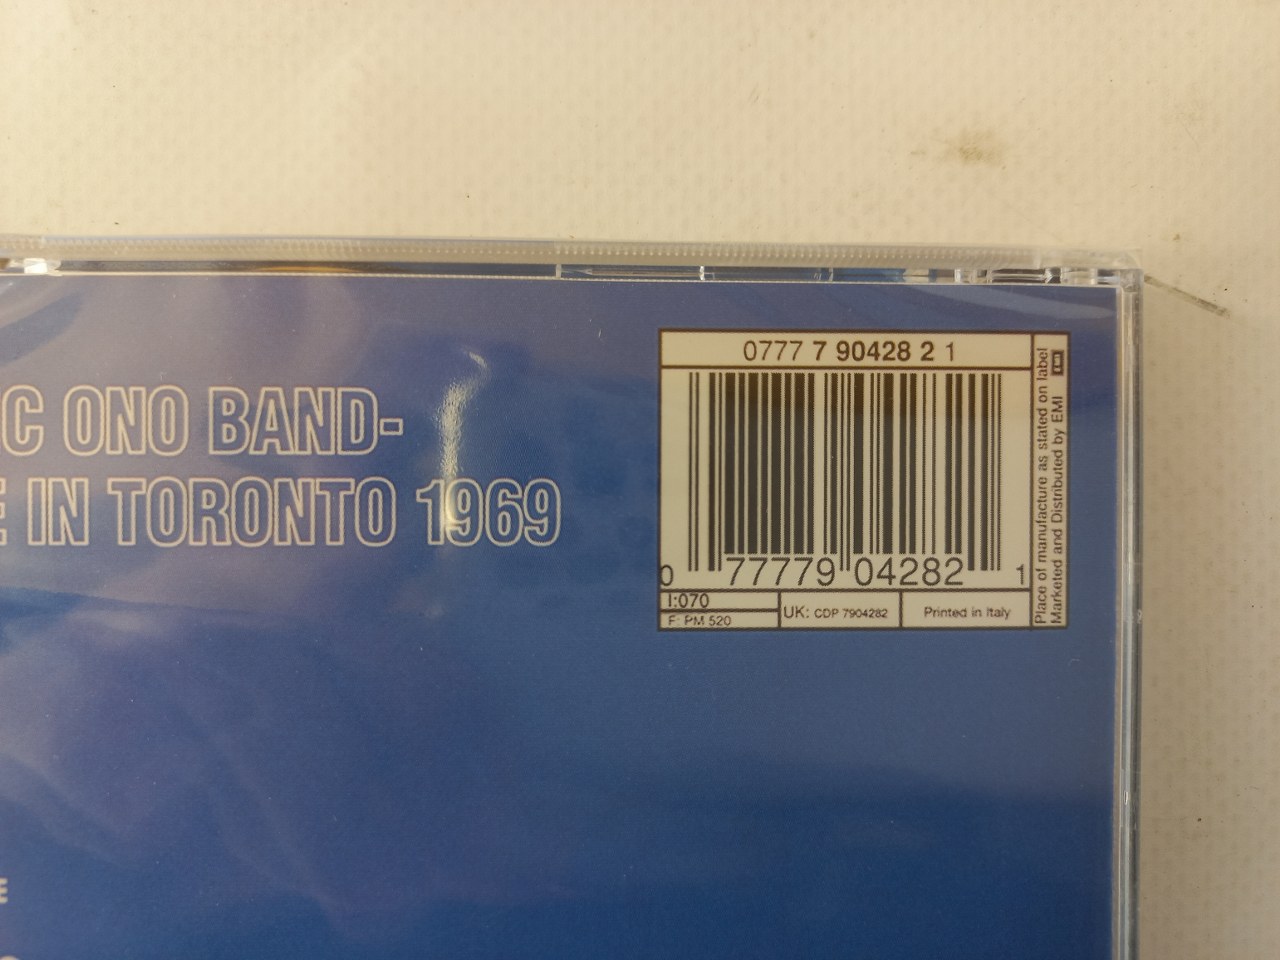 0777 7 90428 2 1
C ONO BAND-
E IN TORONTO 1969
0 77779 04282 1
I:070
F: PM 520
UK: CDP 7904282
Printed in Italy
Place of manufacture as stated on label
Marketed and Distributed by EMI
EMI
E